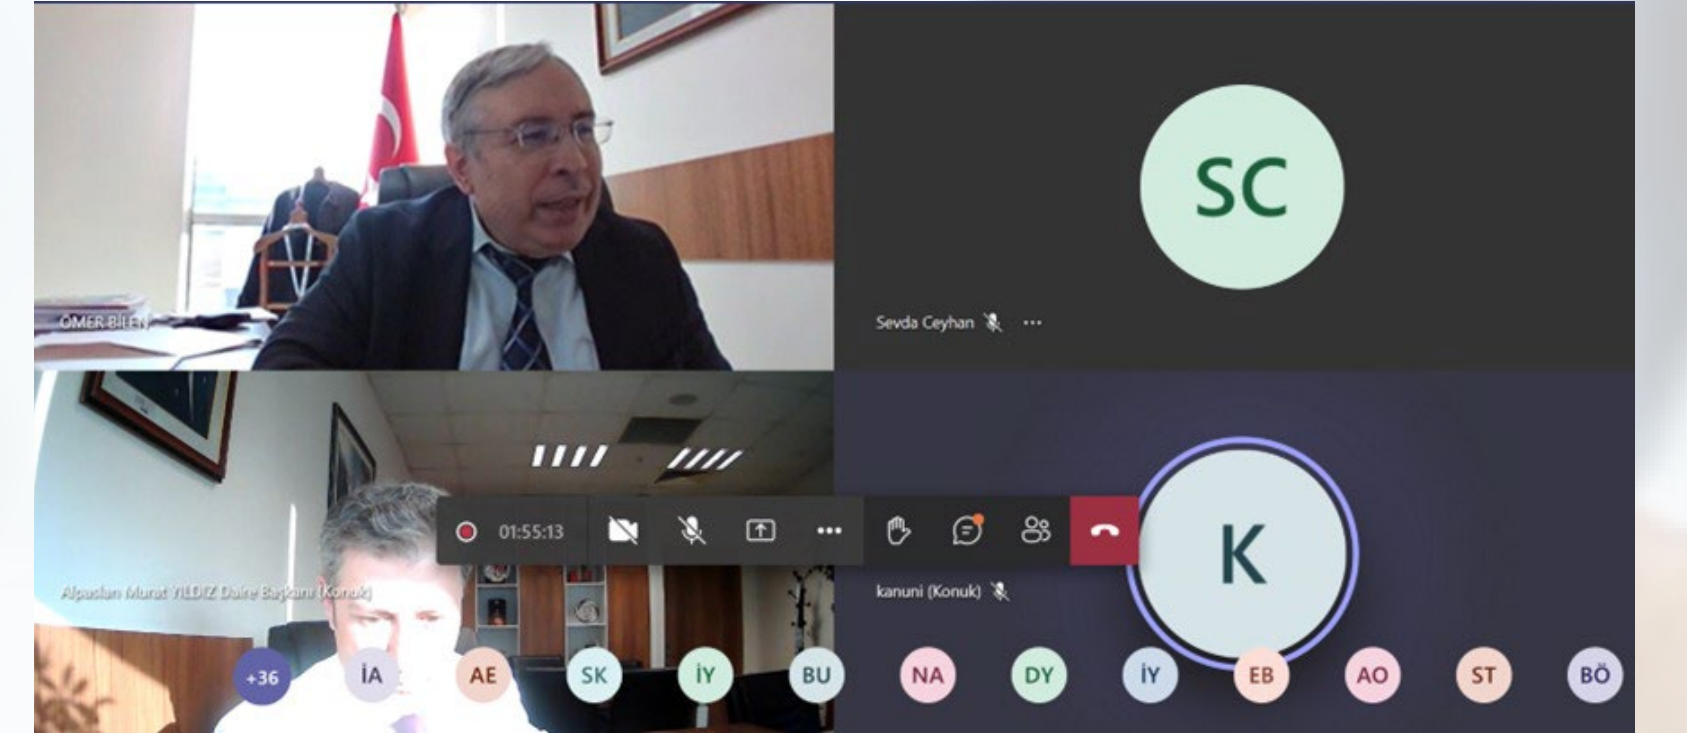 SC
ÖMER BİLEN
Sevda Ceyhan
01:55:13
K
Alpaslan Murat YILDIZ Daire Başkanı (Konuk)
kanuni (Konuk)
+36
İA
AE
SK
İY
BU
NA
DY
İY
EB
AO
ST
BÖ